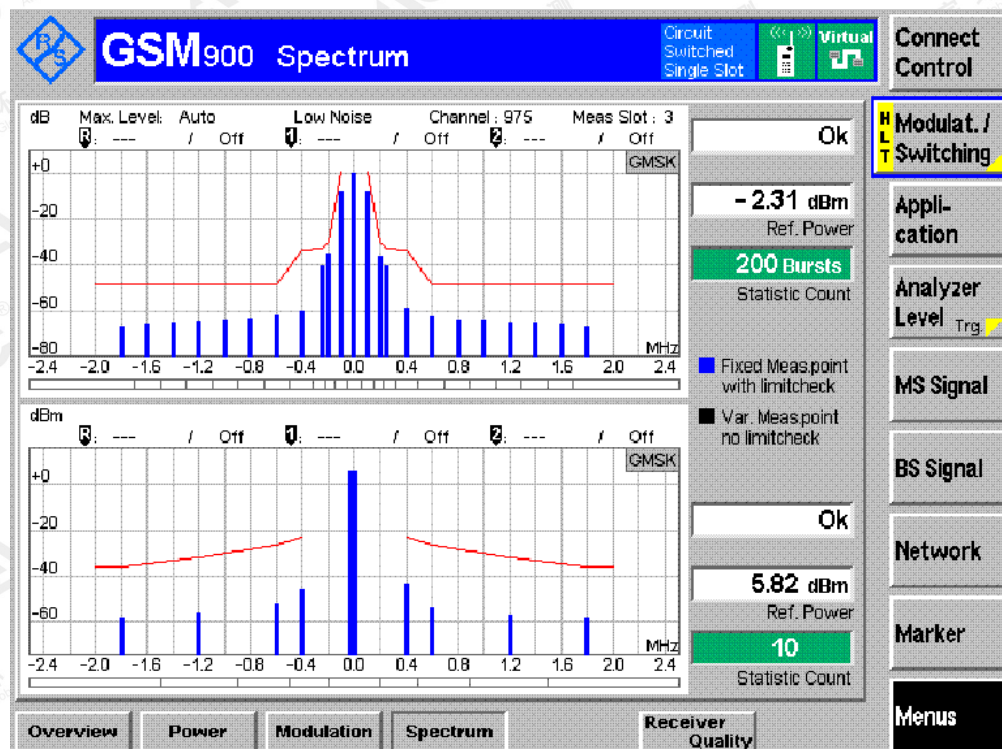 R S
GSM900 Spectrum
Circuit
Switched
Single Slot
Virtual
Connect
Control
dB Max. Level: Auto Low Noise Channel : 975 Meas Slot : 3
R: --- / Off 1: --- / Off 2: --- / Off
GMSK
+0
-20
-40
-60
-80
MHz
-2.4 -2.0 -1.6 -1.2 -0.8 -0.4 0.0 0.4 0.8 1.2 1.6 2.0 2.4
Ok
- 2.31 dBm
Ref. Power
200 Bursts
Statistic Count
Fixed Meas.point
with limitcheck
Var. Meas.point
no limitcheck
dBm
R: --- / Off 1: --- / Off 2: --- / Off
GMSK
+0
-20
-40
-60
MHz
-2.4 -2.0 -1.6 -1.2 -0.8 -0.4 0.0 0.4 0.8 1.2 1.6 2.0 2.4
Ok
5.82 dBm
Ref. Power
10
Statistic Count
H
L
T
Modulat. /
Switching
Appli-
cation
Analyzer
Level Trg.
MS Signal
BS Signal
Network
Marker
Menus
Overview Power Modulation Spectrum Receiver
Quality